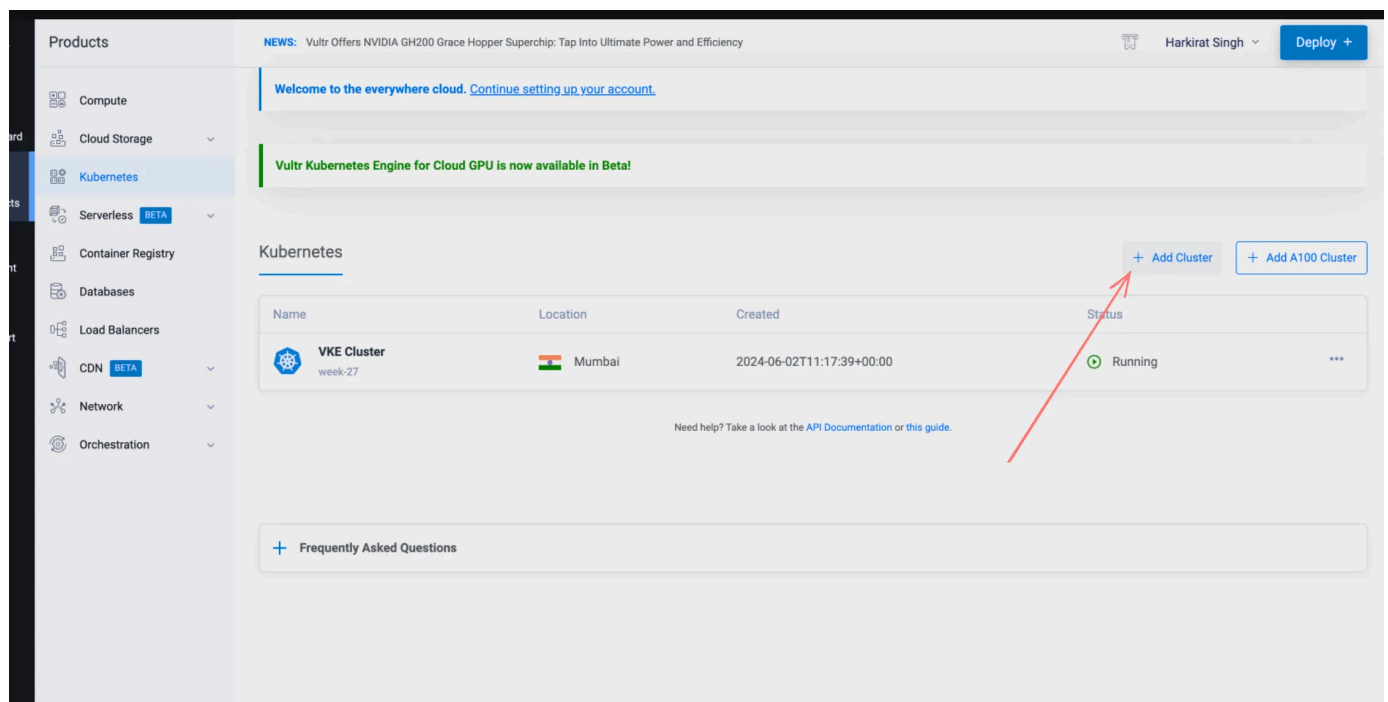 Products
NEWS: Vultr Offers NVIDIA GH200 Grace Hopper Superchip: Tap Into Ultimate Power and Efficiency
Harkirat Singh
Deploy +
Welcome to the everywhere cloud. Continue setting up your account.
Compute
Cloud Storage
Kubernetes
Serverless BETA
Container Registry
Databases
Load Balancers
CDN BETA
Network
Orchestration
Vultr Kubernetes Engine for Cloud GPU is now available in Beta!
Kubernetes
+ Add Cluster
+ Add A100 Cluster
Name Location Created Status
VKE Cluster
week-27
Mumbai
2024-06-02T11:17:39+00:00
Running
Need help? Take a look at the API Documentation or this guide.
+ Frequently Asked Questions